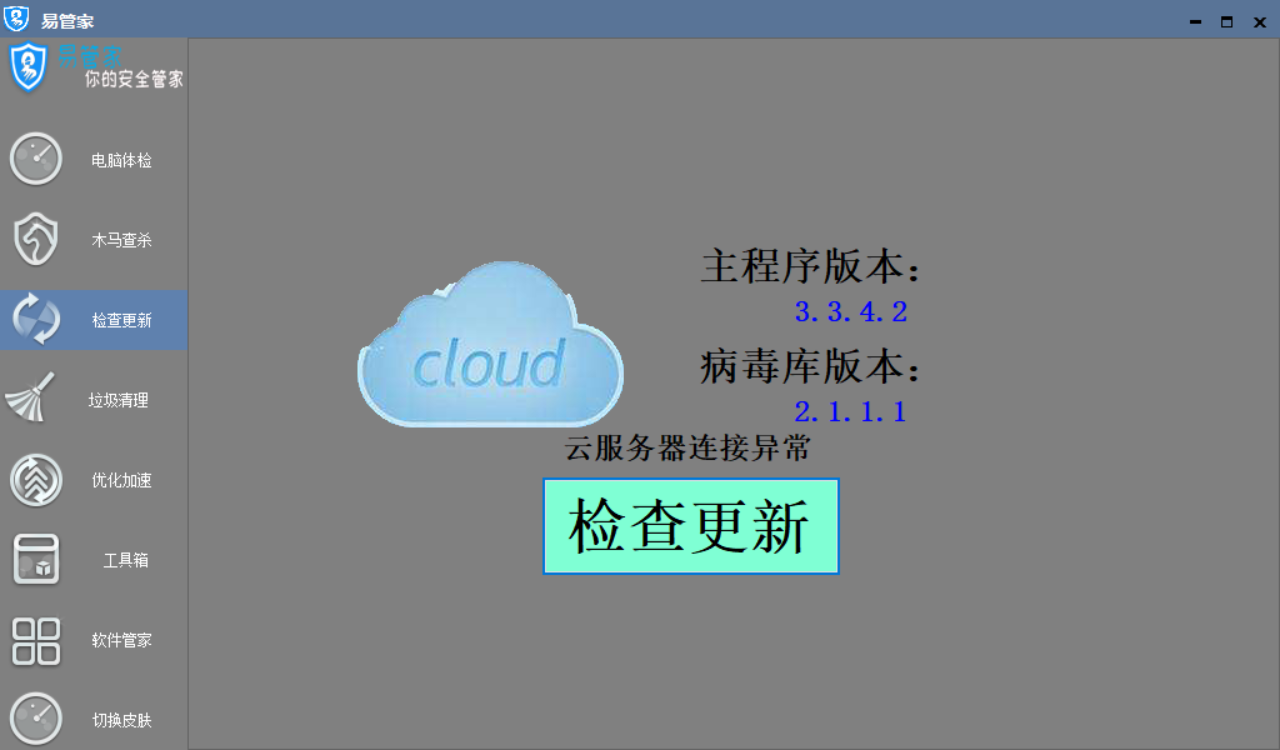 易管家
易管家
你的安全管家
电脑体检
木马查杀
检查更新
垃圾清理
优化加速
工具箱
软件管家
切换皮肤
cloud
主程序版本：
3.3.4.2
病毒库版本：
2.1.1.1
云服务器连接异常
检查更新